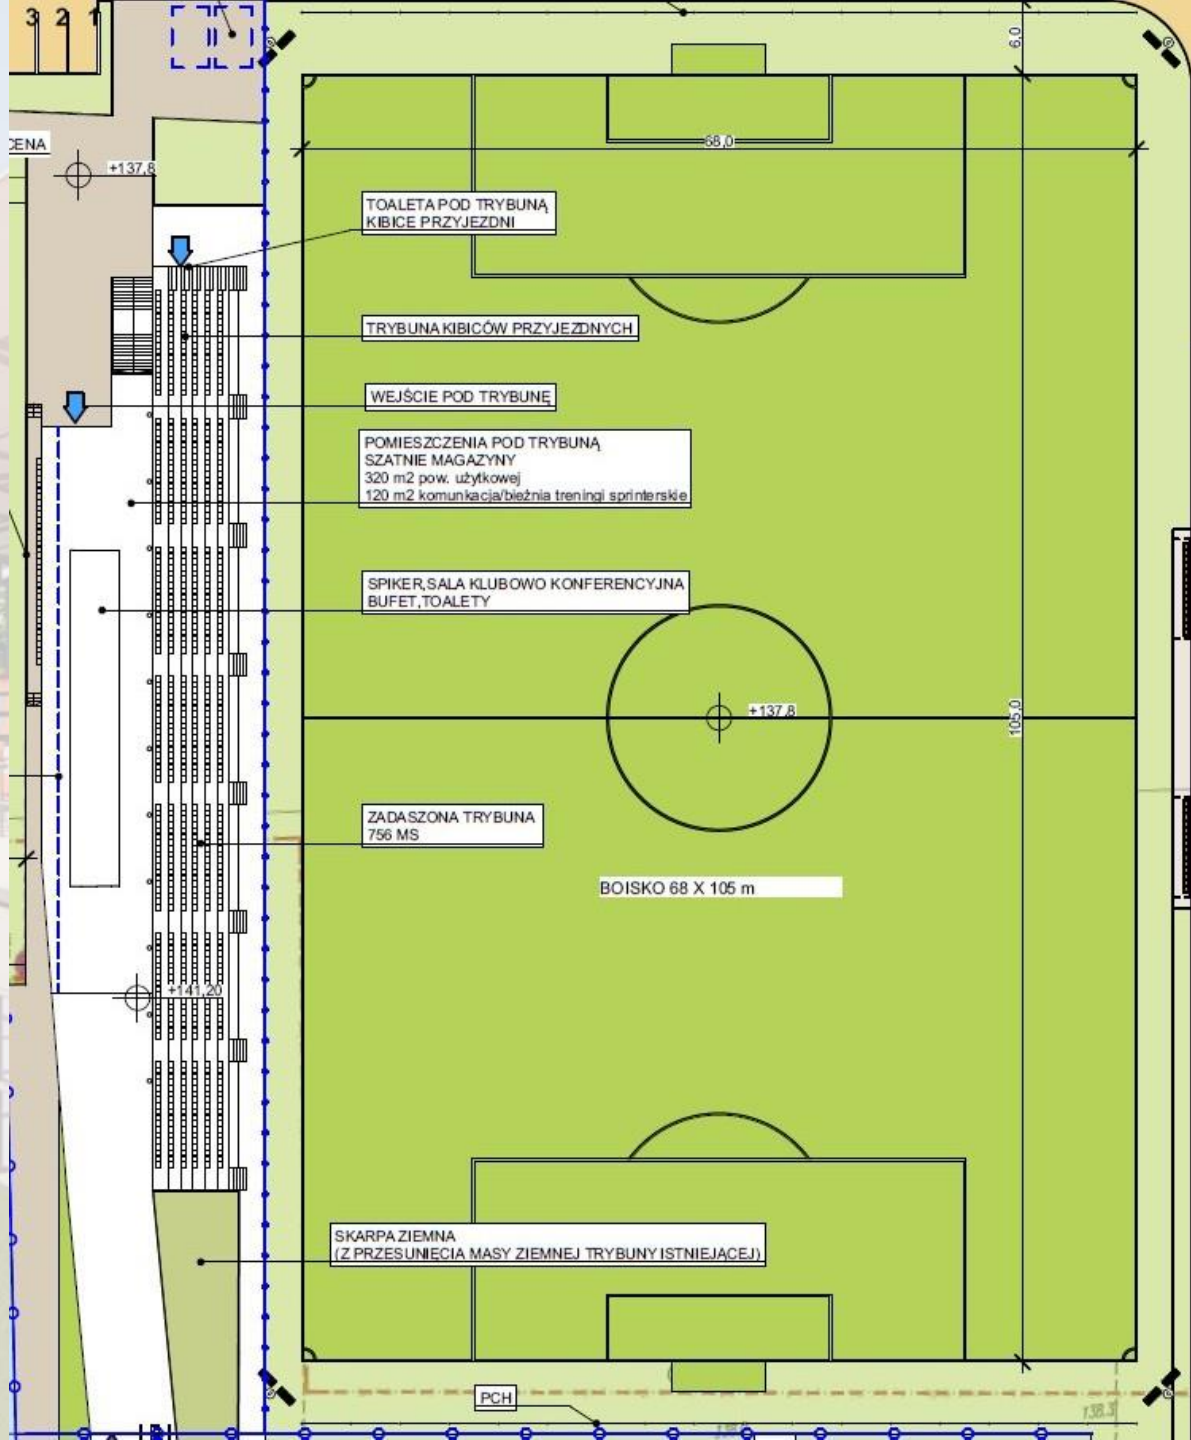 3 2 1
6,0
CENA
68,0
+137,8
TOALETA POD TRYBUNĄ
KIBICE PRZYJEZDNI
TRYBUNA KIBICÓW PRZYJEZDNYCH
WEJŚCIE POD TRYBUNĘ
POMIESZCZENIA POD TRYBUNĄ
SZATNIE MAGAZYNY
320 m2 pow. użytkowej
120 m2 komunkacja/bieżnia treningi sprinterskie
SPIKER,SALA KLUBOWO KONFERENCYJNA
BUFET,TOALETY
+137,8
105,0
ZADASZONA TRYBUNA
756 MS
BOISKO 68 X 105 m
+141,20
SKARPA ZIEMNA
(Z PRZESUNIĘCIA MASY ZIEMNEJ TRYBUNY ISTNIEJĄCEJ)
PCH
138.3